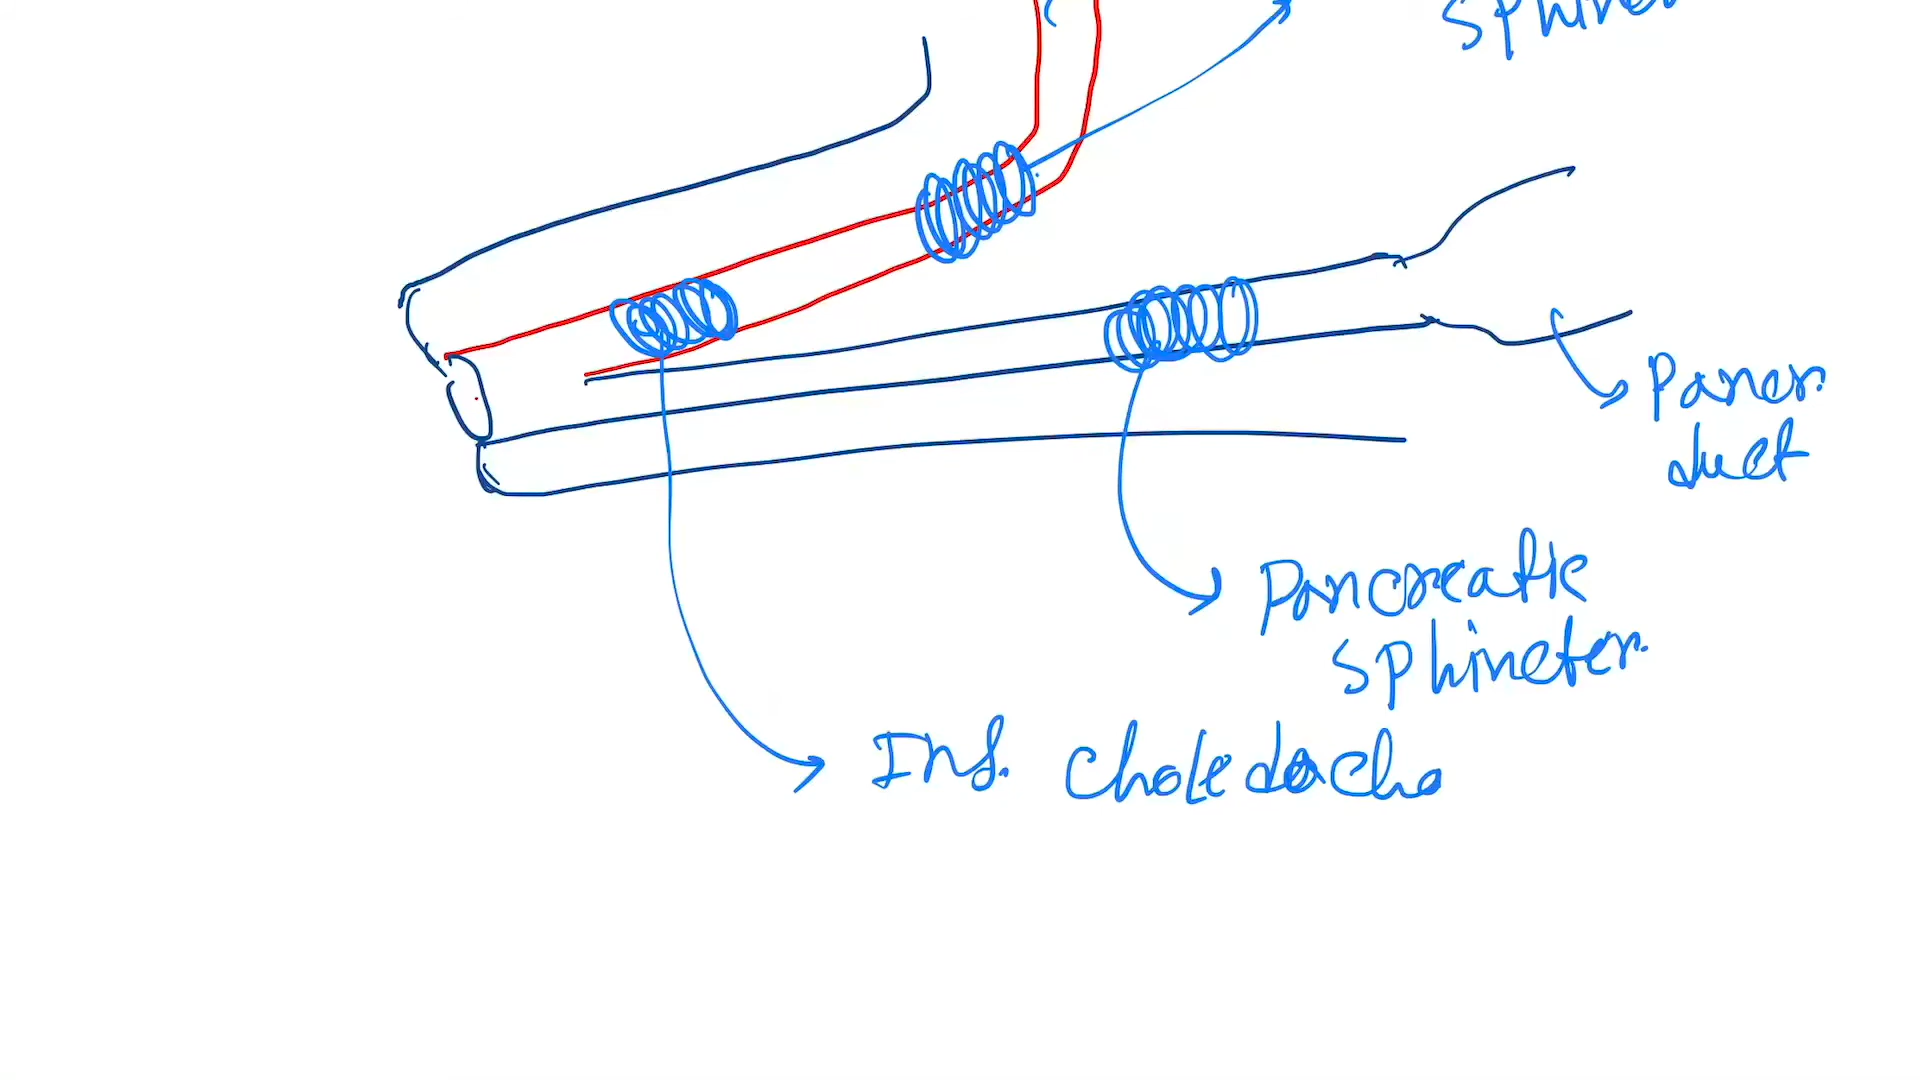 Pancr.
duct
Pancreatic
sphincter.
Inf. Choledocho